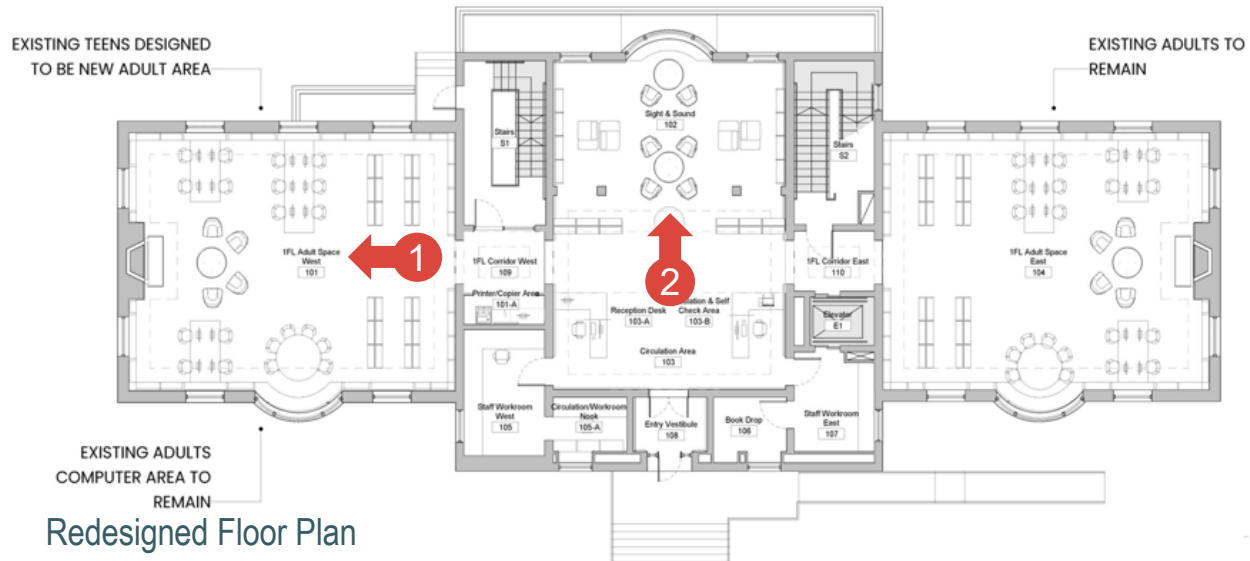 EXISTING TEENS DESIGNED
TO BE NEW ADULT AREA
EXISTING ADULTS TO
REMAIN
Stairs
S1
Sight & Sound
102
Stairs
S2
1FL Adult Space
West
101
1
1FL Corridor West
109
2
1FL Corridor East
110
1FL Adult Space
East
104
Printer/Copier Area
101-A
Reception Desk
103-A
ulation & Self
Check Area
103-B
Elevator
E1
Circulation Area
103
Staff Workroom
West
105
Circulation/Workroom
Nook
105-A
Entry Vestibule
108
Book Drop
106
Staff Workroom
East
107
EXISTING ADULTS
COMPUTER AREA TO
REMAIN
Redesigned Floor Plan